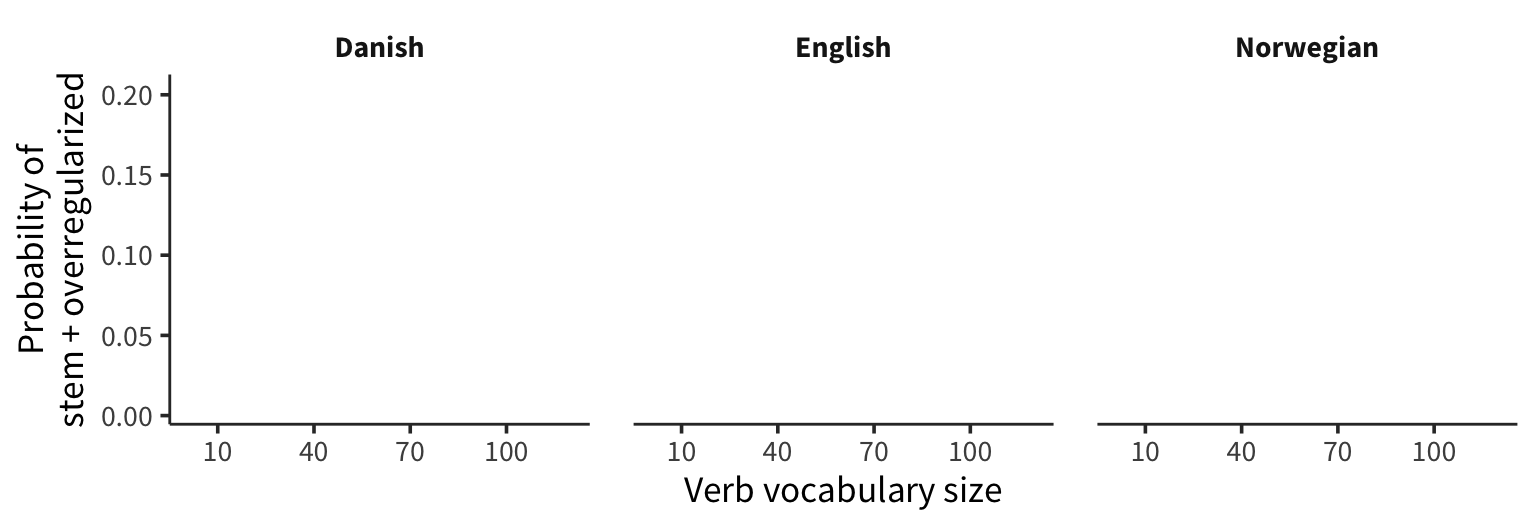 Danish
English
Norwegian
Probability of
stem + overregularized
0.20
0.15
0.10
0.05
0.00
10 40 70 100
10 40 70 100
10 40 70 100
Verb vocabulary size